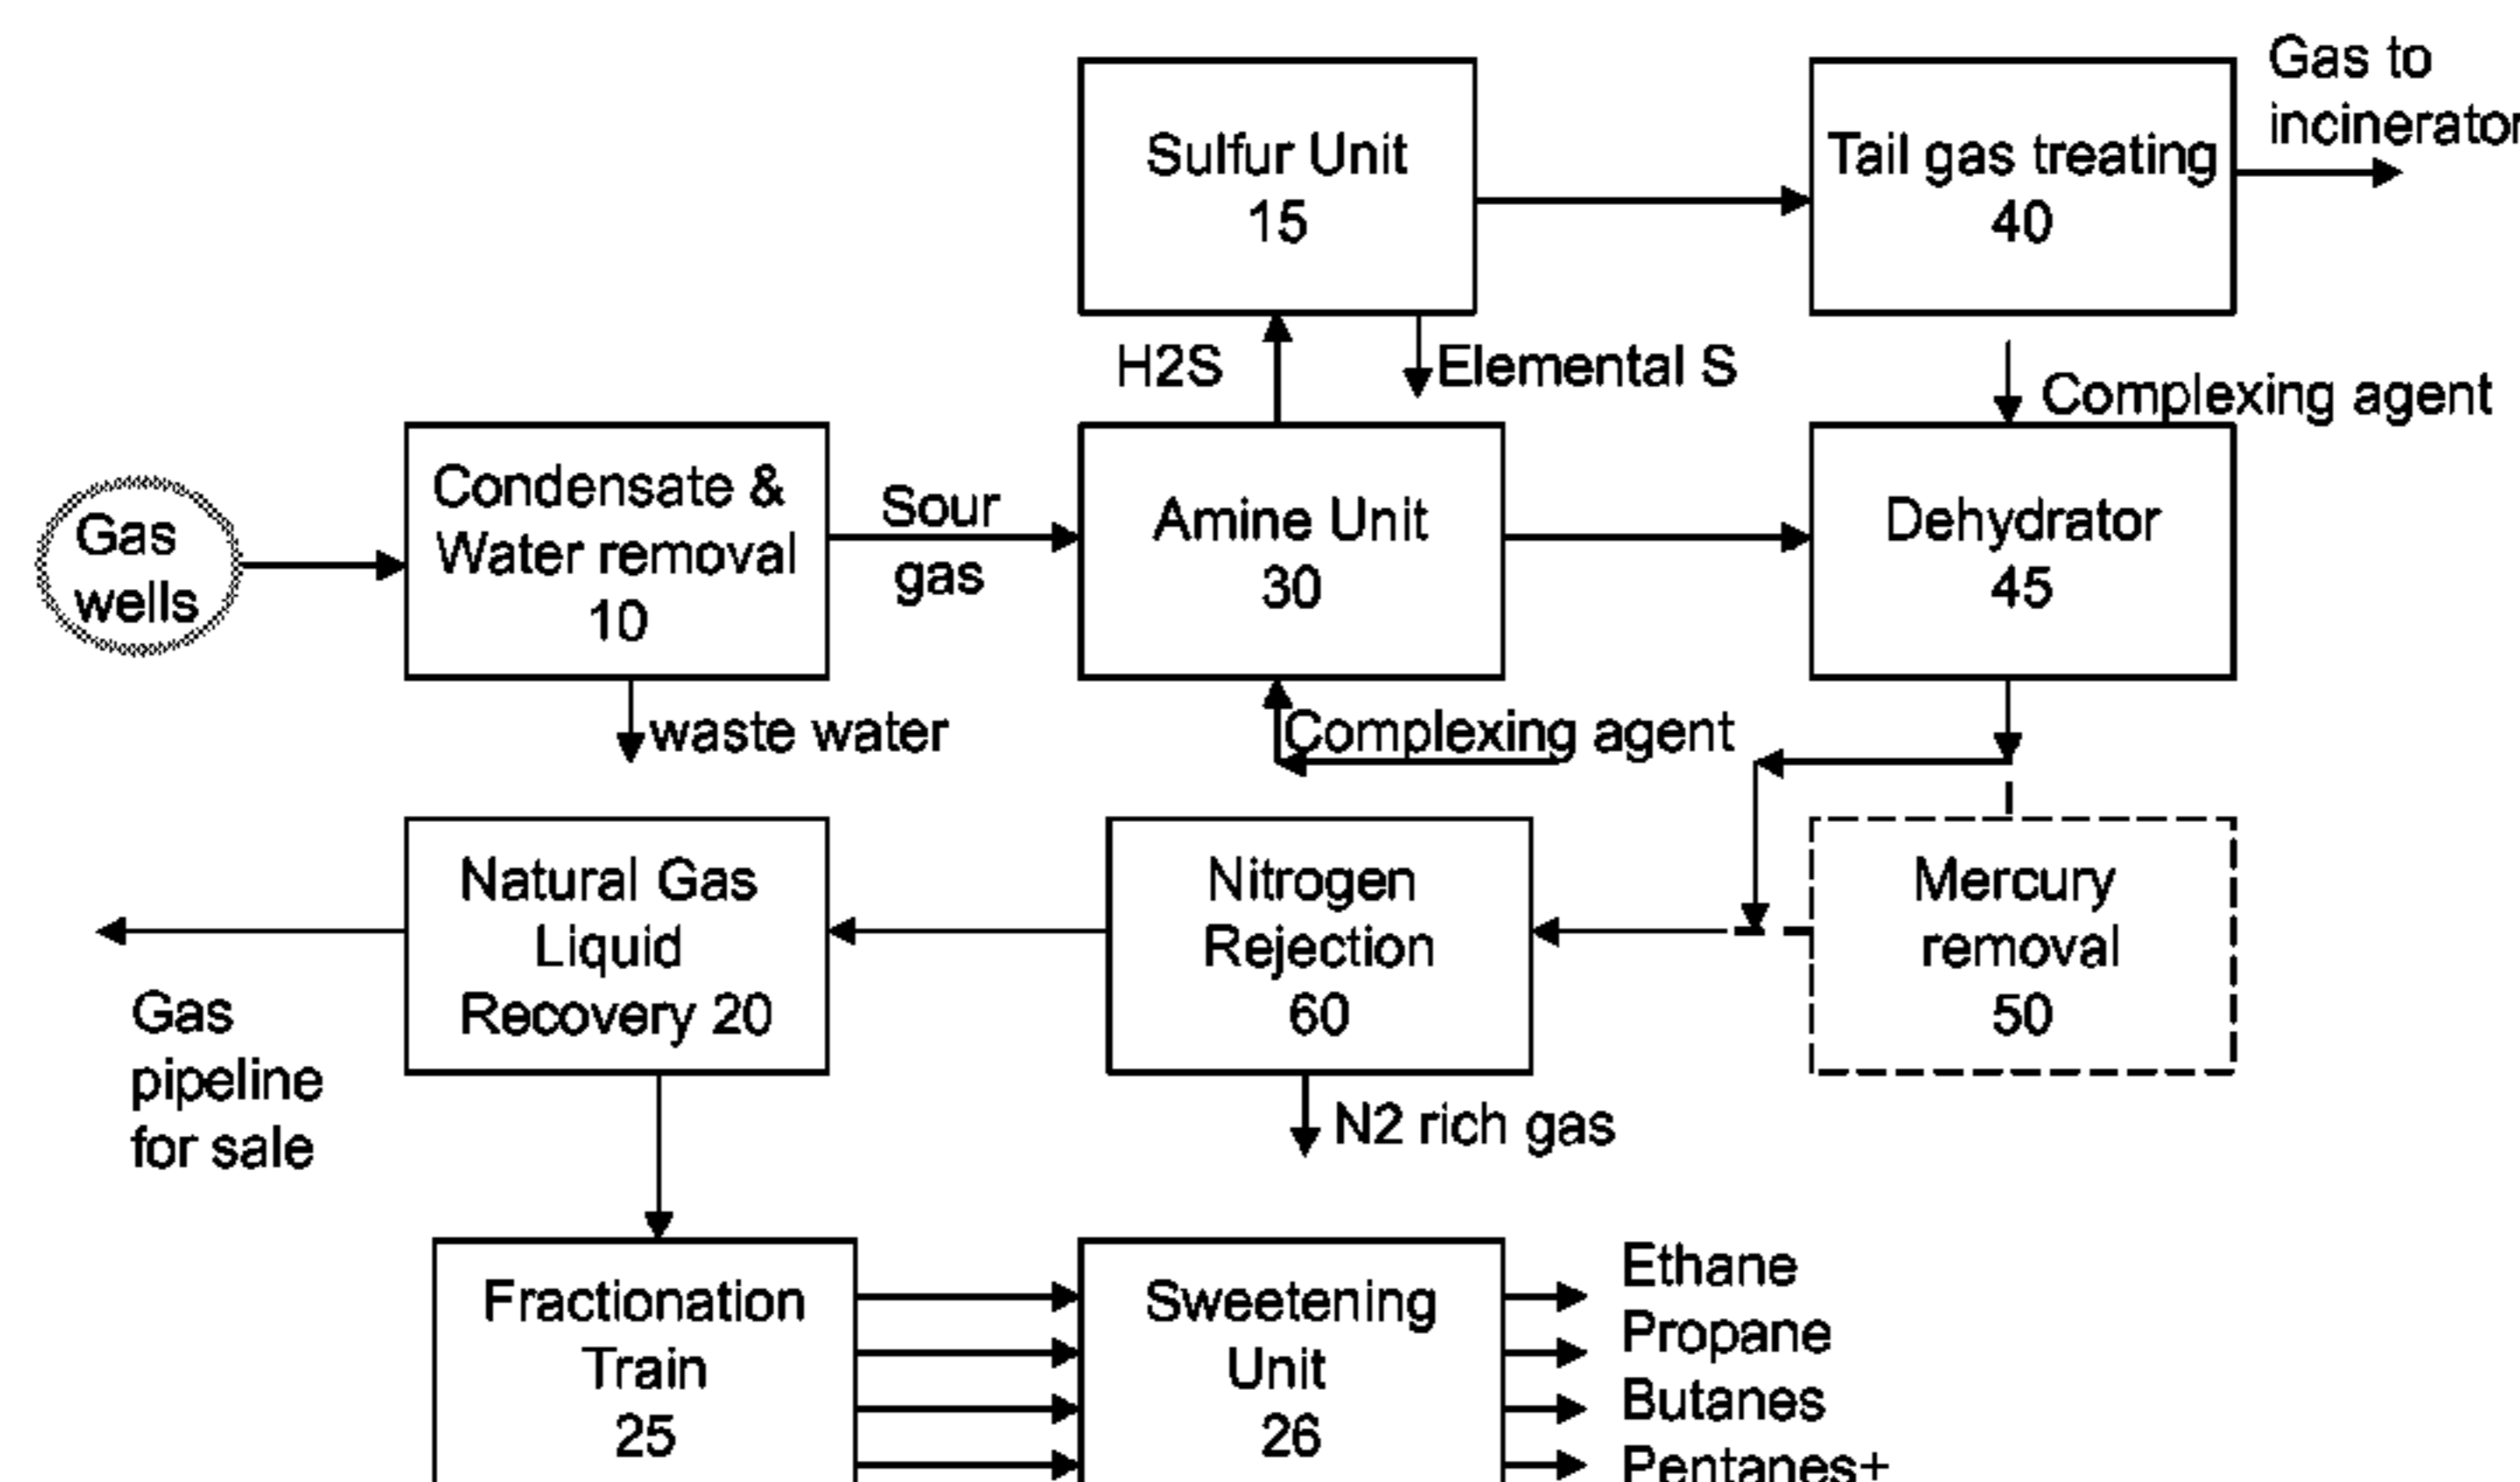 Gas to
incinerator
Sulfur Unit
15
Tail gas treating
40
H2S
Elemental S
Complexing agent
Gas
wells
Condensate &
Water removal
10
Sour
gas
Amine Unit
30
Dehydrator
45
waste water
Complexing agent
Natural Gas
Liquid
Recovery 20
Nitrogen
Rejection
60
Mercury
removal
50
Gas
pipeline
for sale
N2 rich gas
Fractionation
Train
25
Sweetening
Unit
26
Ethane
Propane
Butanes
Pentanes+